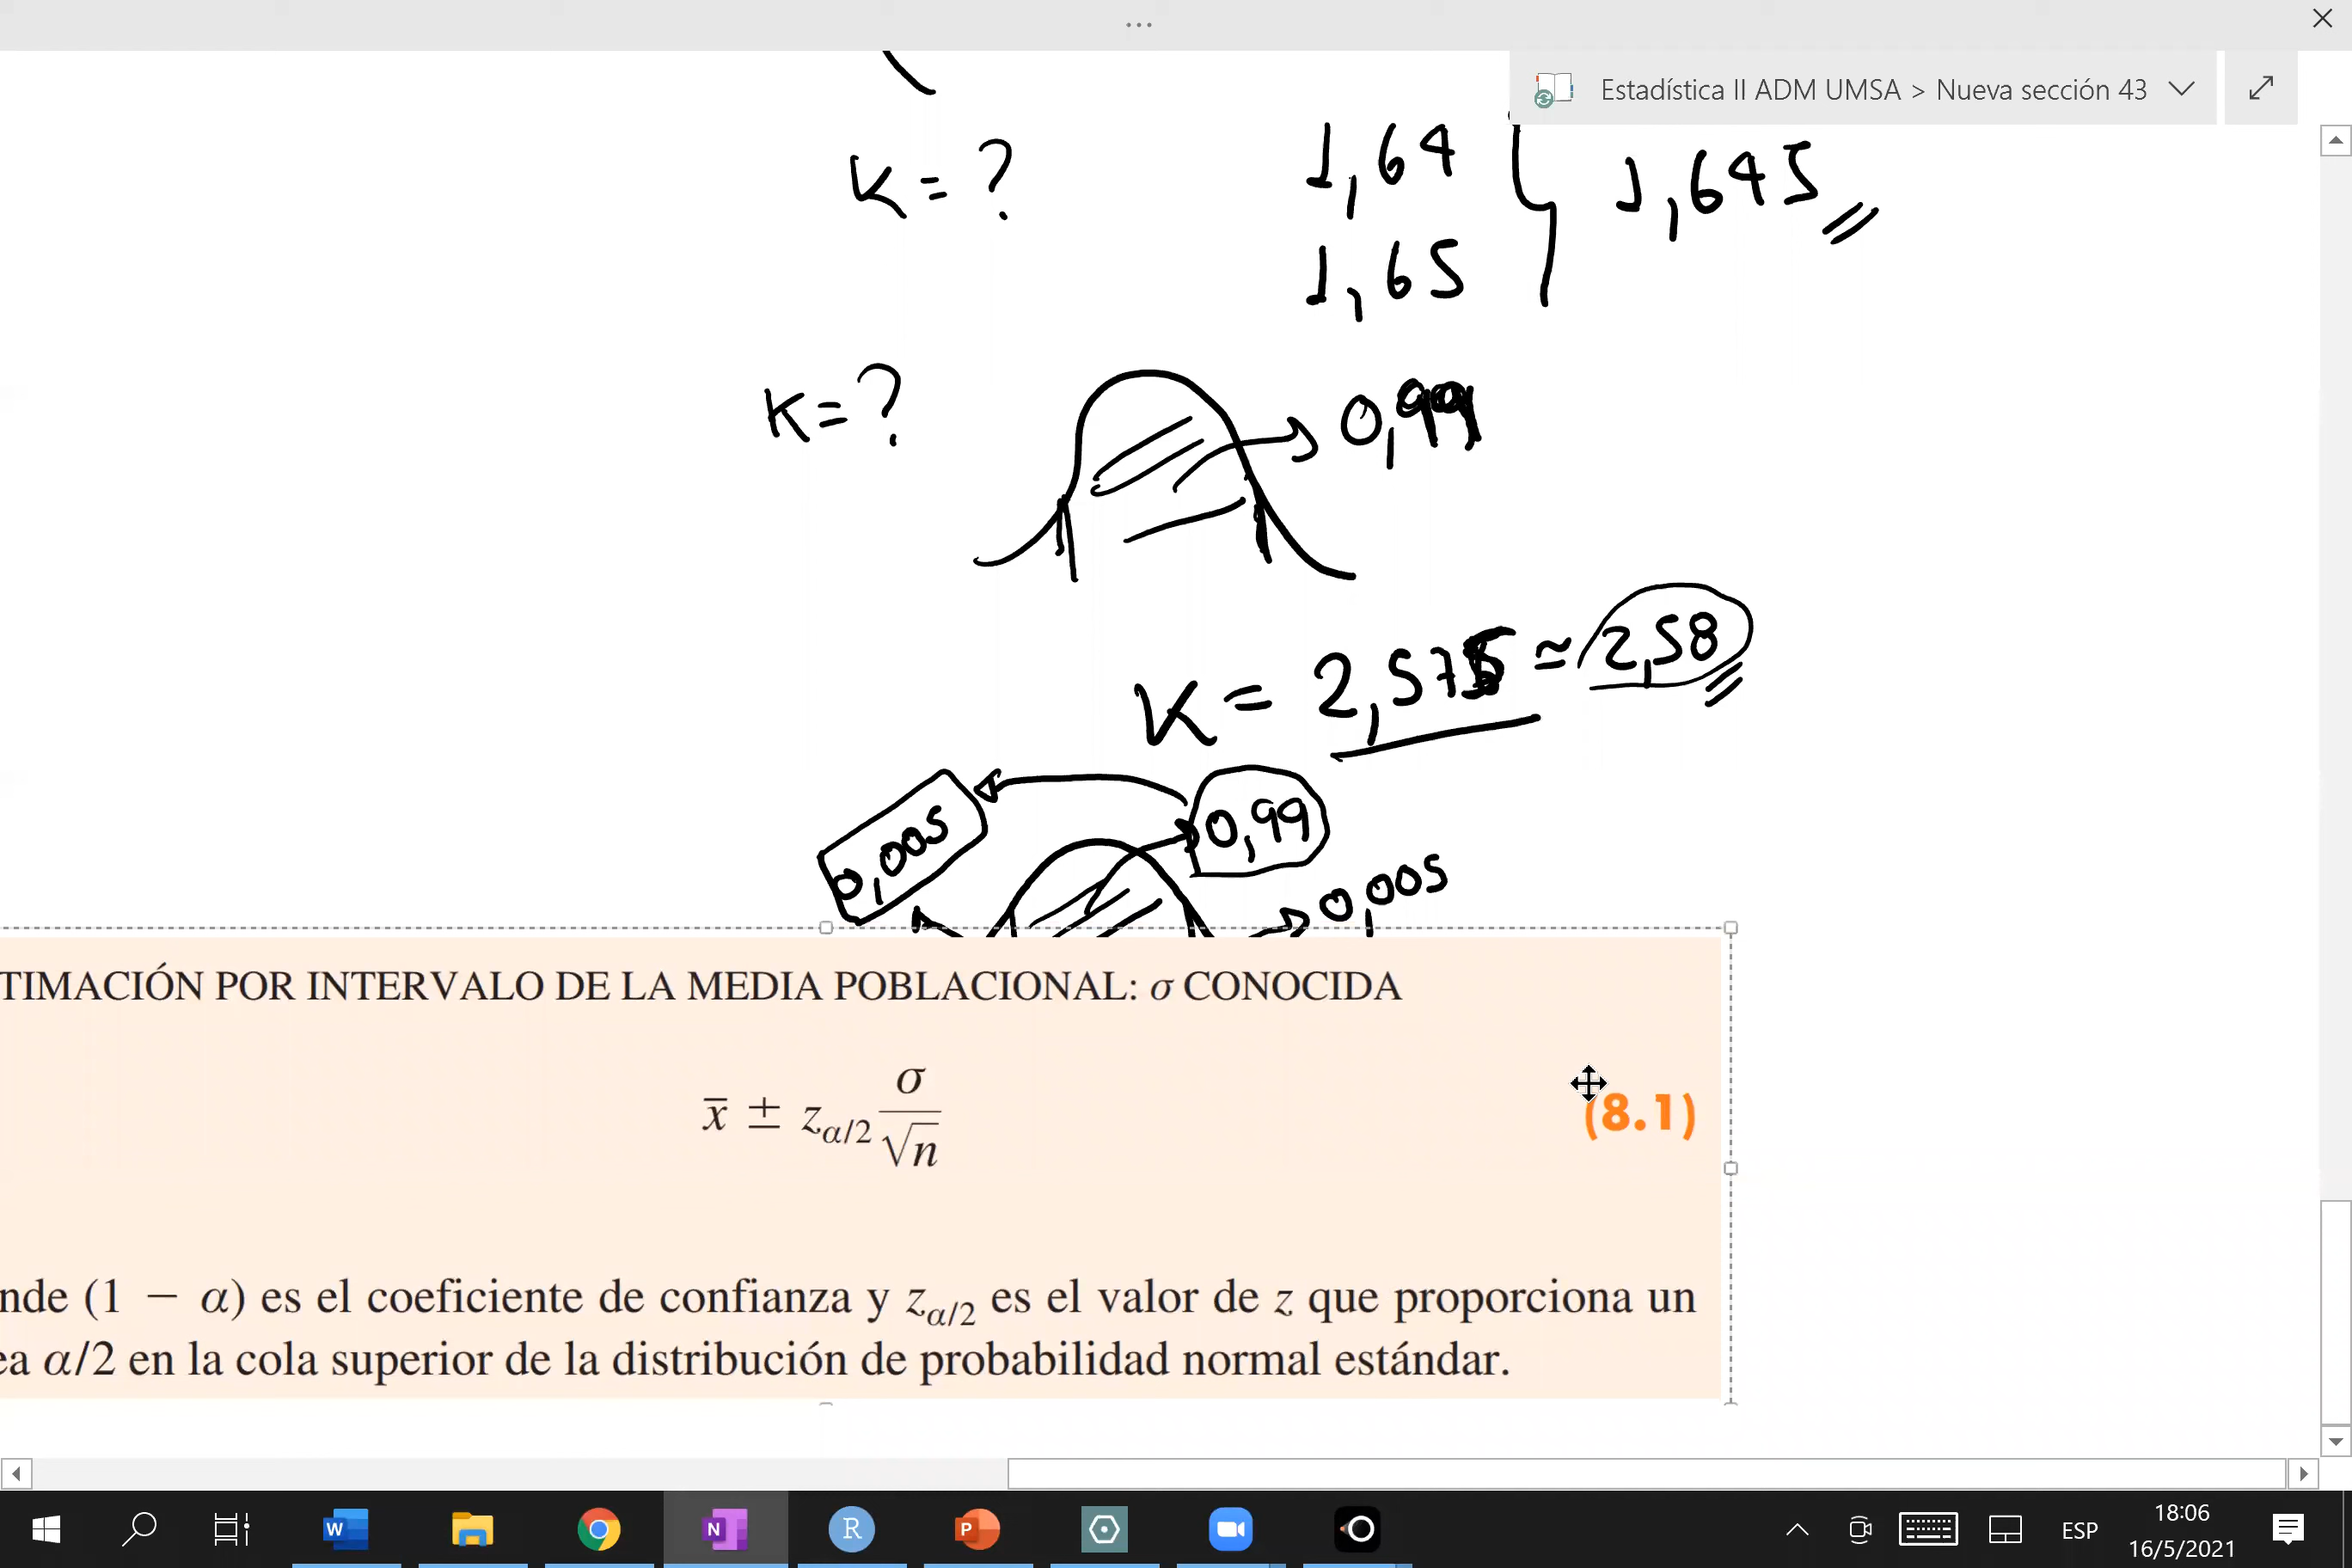 Estadística II ADM UMSA > Nueva sección 43
K = ?
1,64
1,65
1,645
K = ?
0,99
K = 2,575 ≃ 2,58
0,005
0,99
0,005
TIMACIÓN POR INTERVALO DE LA MEDIA POBLACIONAL: σ CONOCIDA
x̄ ± z_{α/2} σ/√n
(8.1)
nde (1 − α) es el coeficiente de confianza y z_{α/2} es el valor de z que proporciona un
ea α/2 en la cola superior de la distribución de probabilidad normal estándar.
W
N
R
P
ESP
18:06
16/5/2021